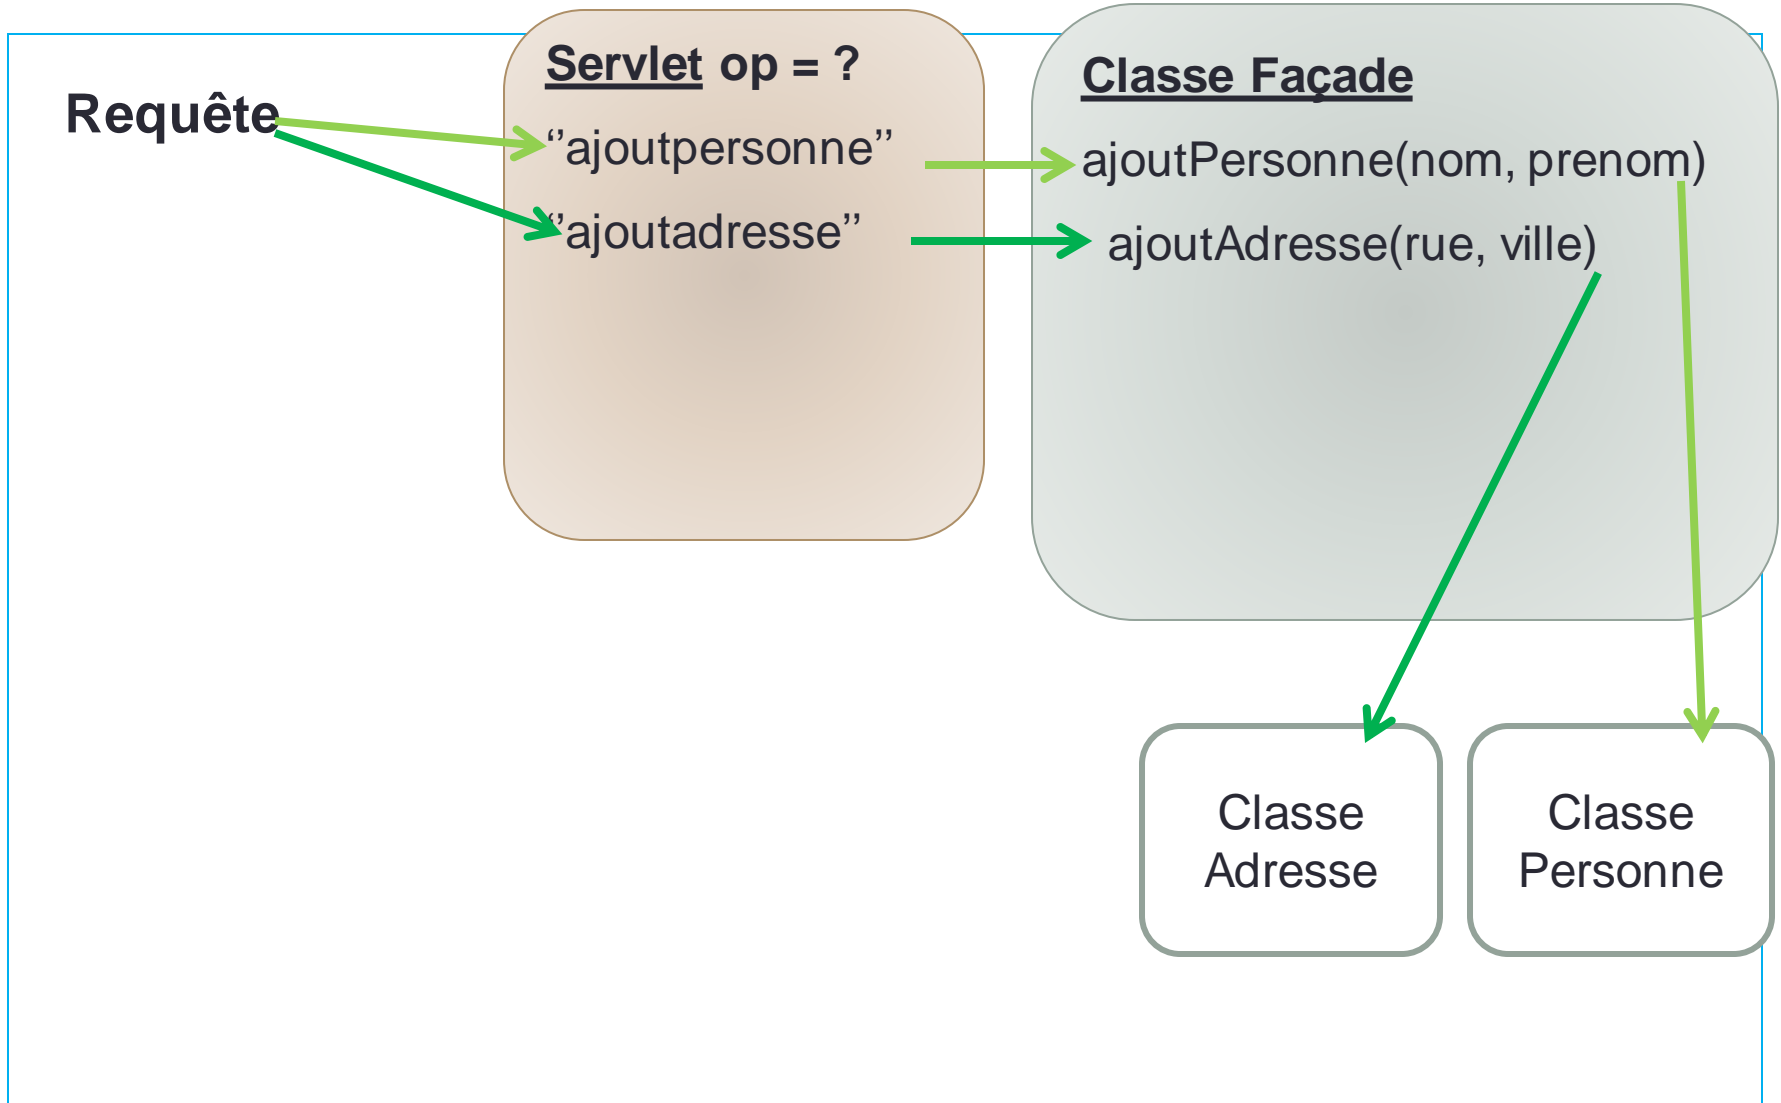 Requête
Servlet op = ?
‘’ajoutpersonne’’
‘’ajoutadresse’’
Classe Façade
ajoutPersonne(nom, prenom)
ajoutAdresse(rue, ville)
Classe
Adresse
Classe
Personne